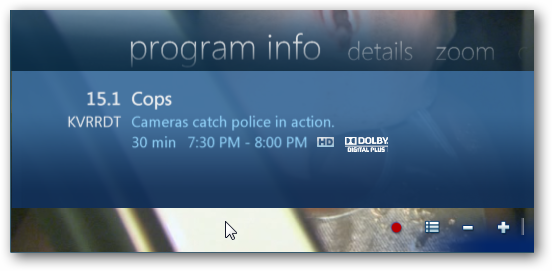 program info details zoom
15.1 Cops
KVRRDT Cameras catch police in action.
30 min 7:30 PM - 8:00 PM HD DOLBY DIGITAL PLUS